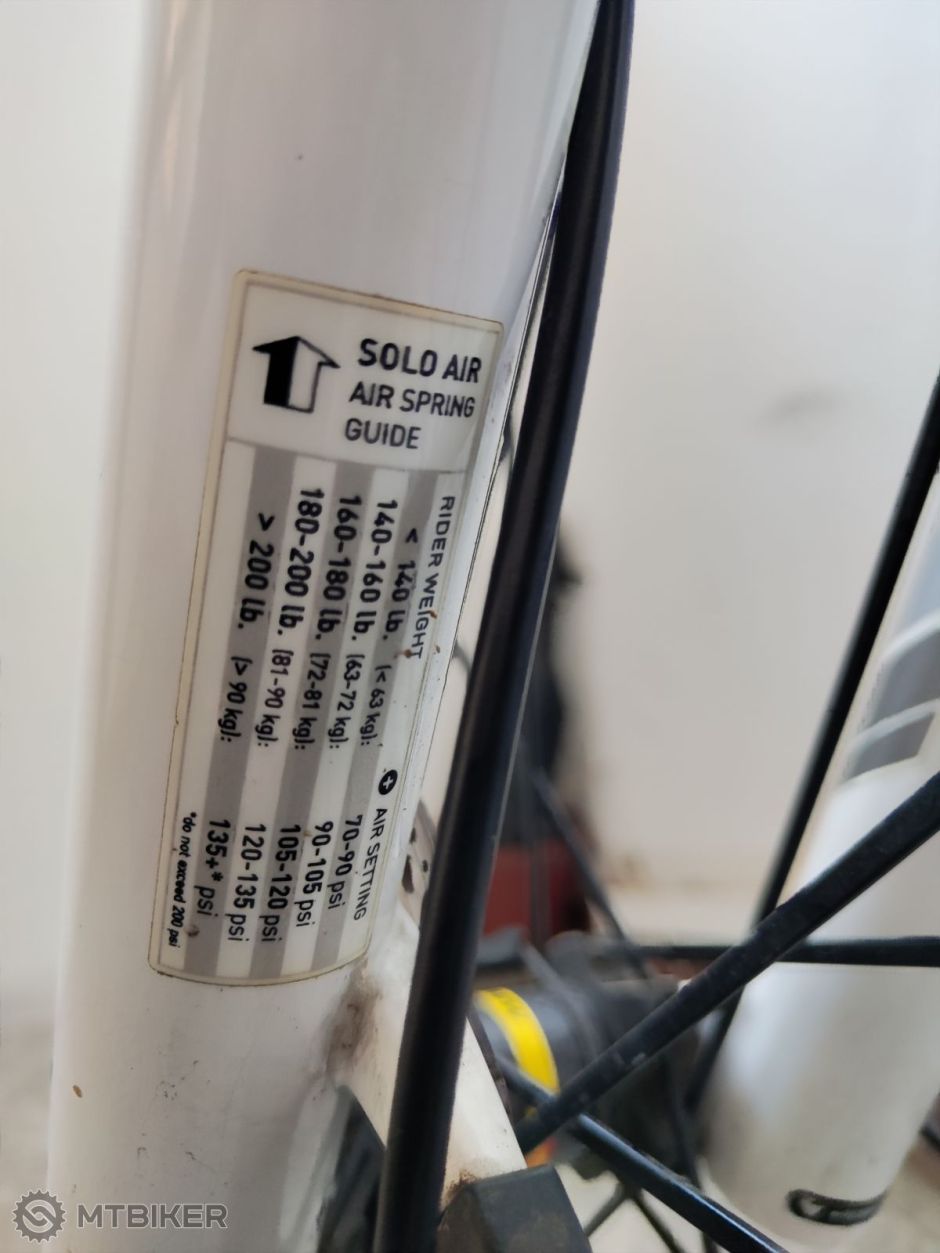 SOLO AIR
AIR SPRING
GUIDE
RIDER WEIGHT + AIR SETTING
< 140 lb. (< 63 kg): 70-90 psi
140-160 lb. (63-72 kg): 90-105 psi
160-180 lb. (72-81 kg): 105-120 psi
180-200 lb. (81-90 kg): 120-135 psi
> 200 lb. (> 90 kg): 135+* psi
*do not exceed 200 psi
MTBIKER